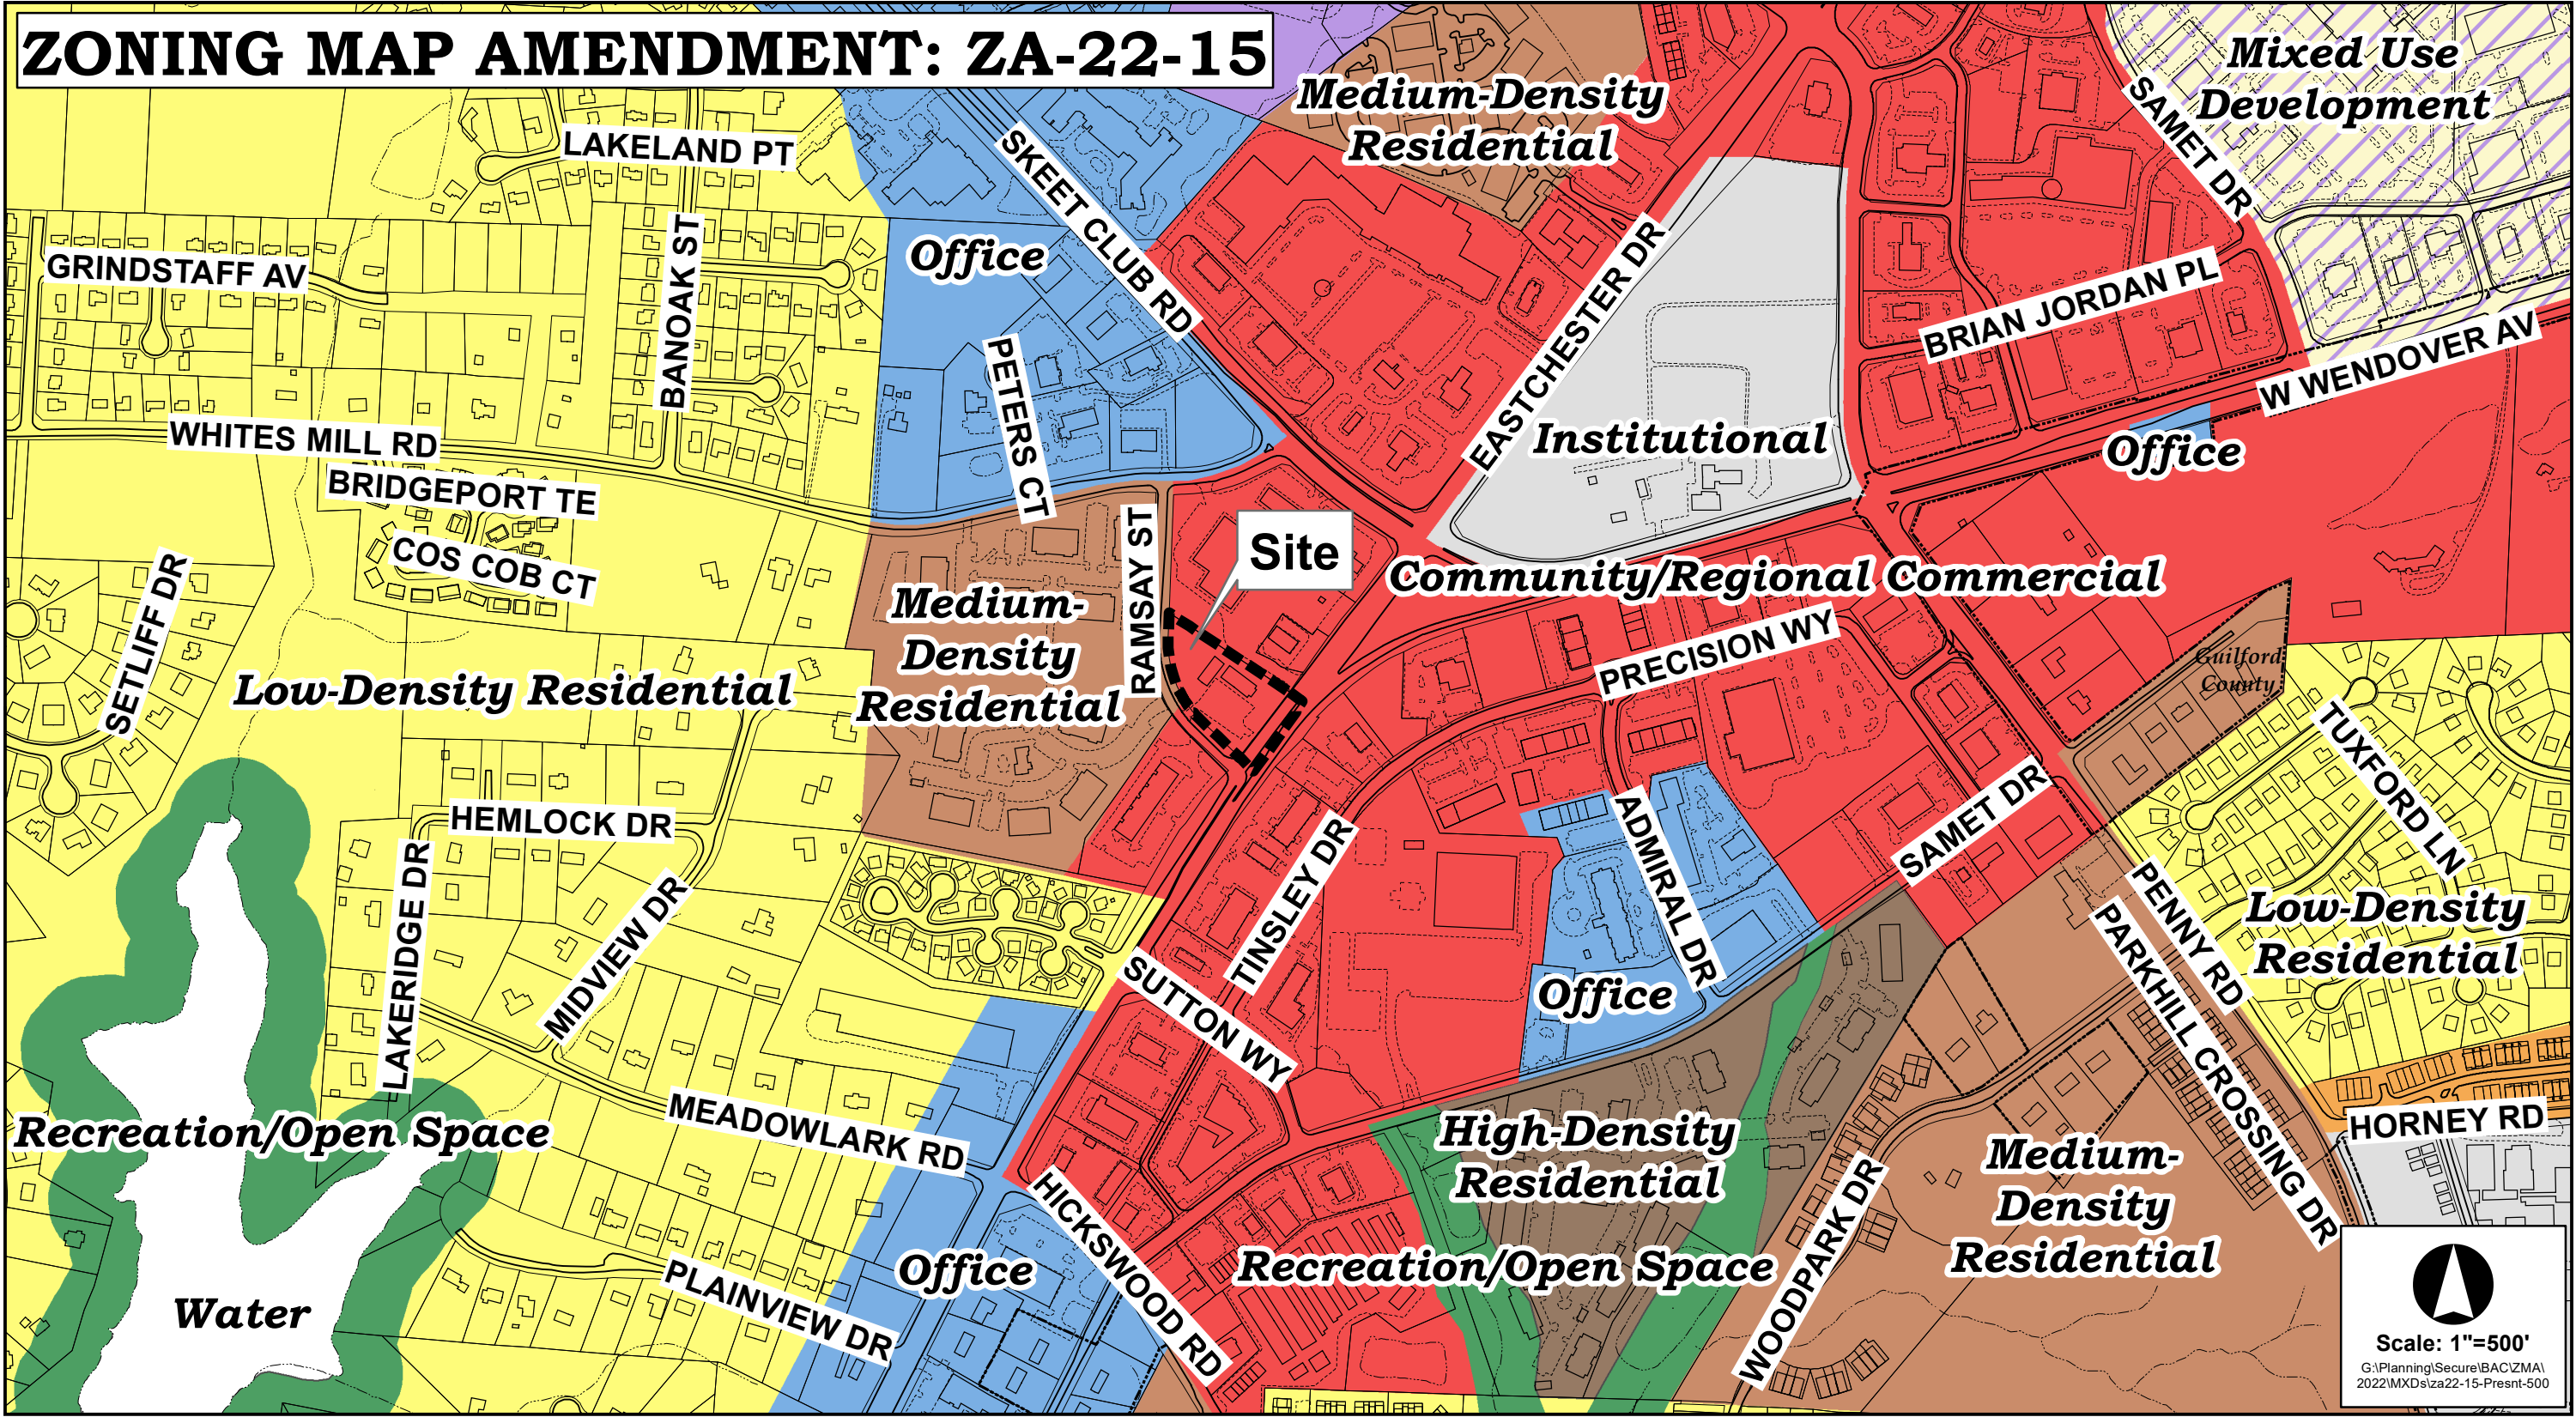 ZONING MAP AMENDMENT: ZA-22-15
Mixed Use
Development
Medium-Density
Residential
SAMET DR
LAKELAND PT
SKEET CLUB RD
GRINDSTAFF AV
BANOAK ST
Office
EASTCHESTER DR
BRIAN JORDAN PL
W WENDOVER AV
PETERS CT
WHITES MILL RD
Institutional
Office
BRIDGEPORT TE
COS COB CT
RAMSAY ST
Site
Community/Regional Commercial
SETLIFF DR
Medium-
Density
Residential
Low-Density Residential
PRECISION WY
Guilford
County
TUXFORD LN
HEMLOCK DR
LAKERIDGE DR
MIDVIEW DR
TINSLEY DR
ADMIRAL DR
SAMET DR
PENNY RD
PARKHILL CROSSING DR
Low-Density
Residential
SUTTON WY
Office
Recreation/Open Space
MEADOWLARK RD
High-Density
Residential
HORNEY RD
Medium-
Density
Residential
HICKSWOOD RD
WOODPARK DR
Office
Recreation/Open Space
Water
PLAINVIEW DR
Scale: 1"=500'
G:\Planning\Secure\BAC\ZMA\
2022\MXDs\za22-15-Presnt-500